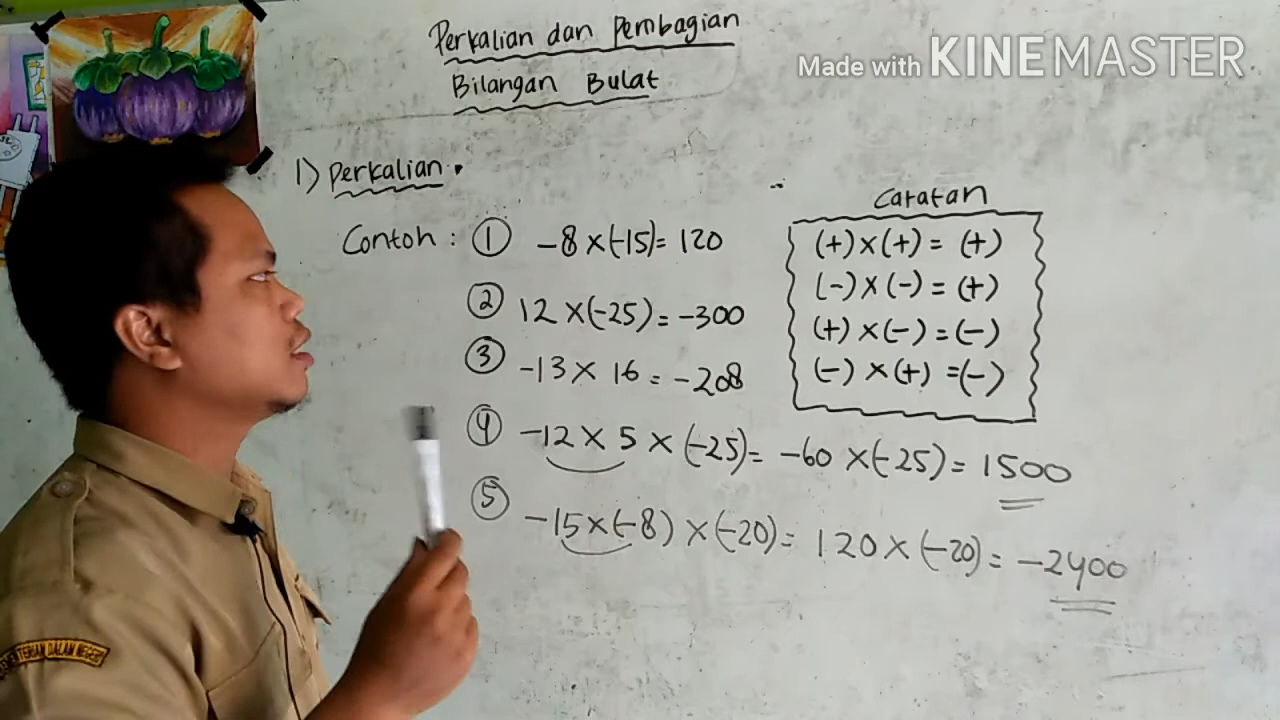 Perkalian dan Pembagian
Bilangan Bulat
Made with KINEMASTER
1) Perkalian.
Contoh : ① -8 x (-15) = 120
② 12 x (-25) = -300
③ -13 x 16 = -208
④ -12 x 5 x (-25) = -60 x (-25) = 1500
⑤ -15 x (-8) x (-20) = 120 x (-20) = -2400
Catatan
(+) x (+) = (+)
(-) x (-) = (+)
(+) x (-) = (-)
(-) x (+) = (-)
DALAM NEGERI